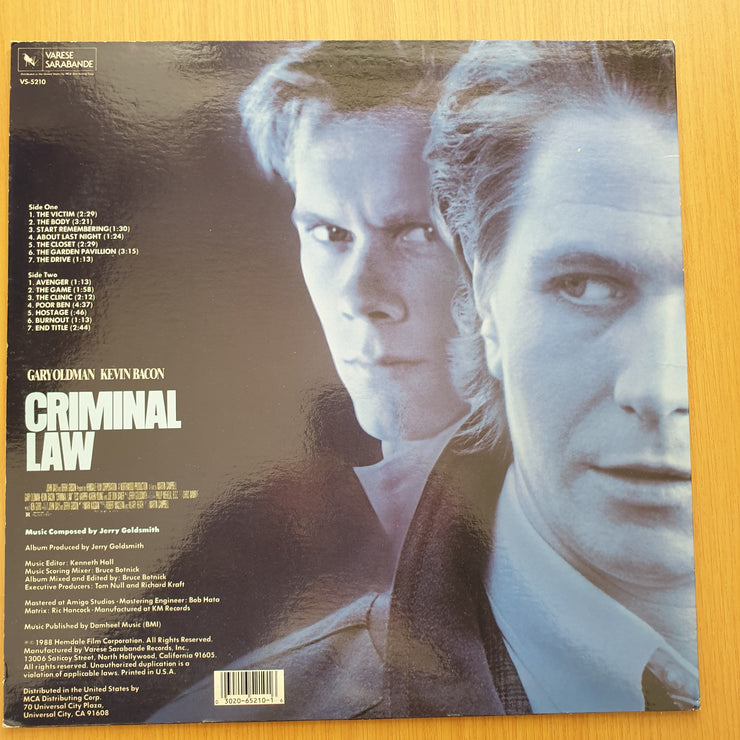 VARESE
SARABANDE
VS-5210
Side One
1. THE VICTIM (2:29)
2. THE BODY (3:21)
3. START REMEMBERING(1:30)
4. ABOUT LAST NIGHT (1:24)
5. THE CLOSET (2:29)
6. THE GARDEN PAVILLION (3:15)
7. THE DRIVE (1:13)
Side Two
1. AVENGER (1:13)
2. THE GAME (1:58)
3. THE CLINIC (2:12)
4. POOR BEN (4:37)
5. HOSTAGE (:46)
6. BURNOUT (1:13)
7. END TITLE (2:44)
GARY OLDMAN KEVIN BACON
CRIMINAL
LAW
Music Composed by Jerry Goldsmith
Album Produced by Jerry Goldsmith
Music Editor: Kenneth Hall
Music Scoring Mixer: Bruce Botnick
Album Mixed and Edited by: Bruce Botnick
Executive Producers: Tom Null and Richard Kraft
Mastered at Amigo Studios · Mastering Engineer: Bob Hata
Matrix: Ric Hancock · Manufactured at KM Records
Music Published by Damheel Music (BMI)
℗ © 1988 Hemdale Film Corporation. All Rights Reserved.
Manufactured by Varese Sarabande Records, Inc.,
13006 Saticoy Street, North Hollywood, California 91605.
All rights reserved. Unauthorized duplication is a
violation of applicable laws. Printed in U.S.A.
Distributed in the United States by
MCA Distributing Corp.
70 Universal City Plaza,
Universal City, CA 91608
0 3020-65210-1 6